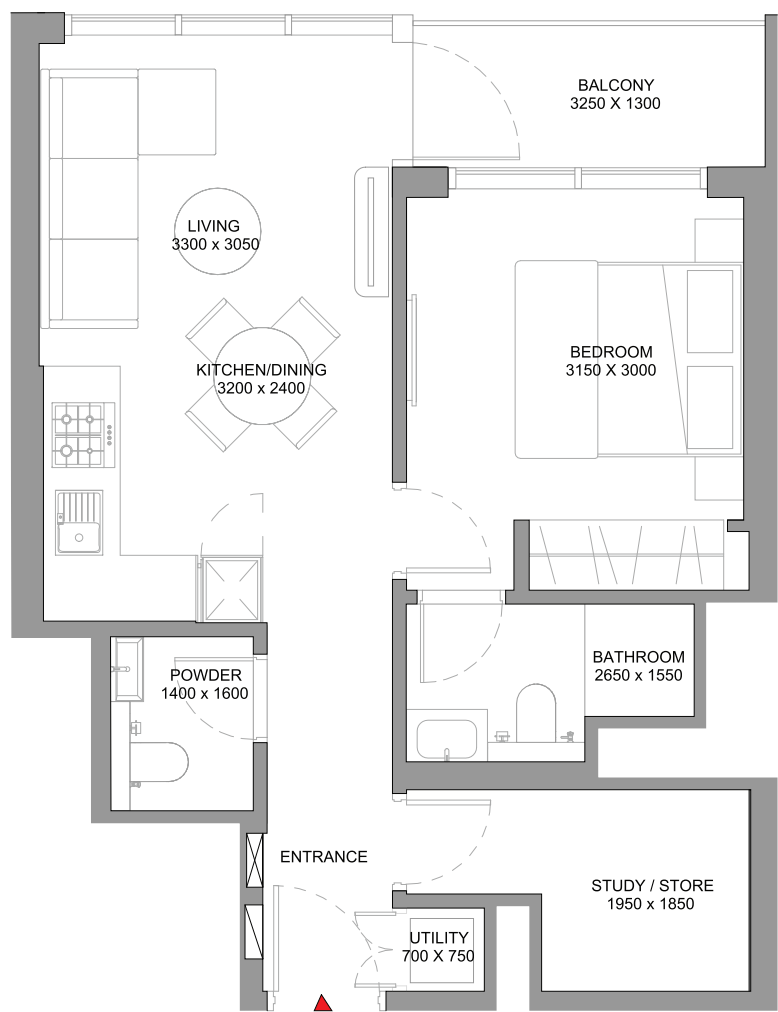 BALCONY
3250 X 1300
LIVING
3300 x 3050
BEDROOM
3150 X 3000
KITCHEN/DINING
3200 x 2400
BATHROOM
2650 x 1550
POWDER
1400 x 1600
ENTRANCE
STUDY / STORE
1950 x 1850
UTILITY
700 X 750